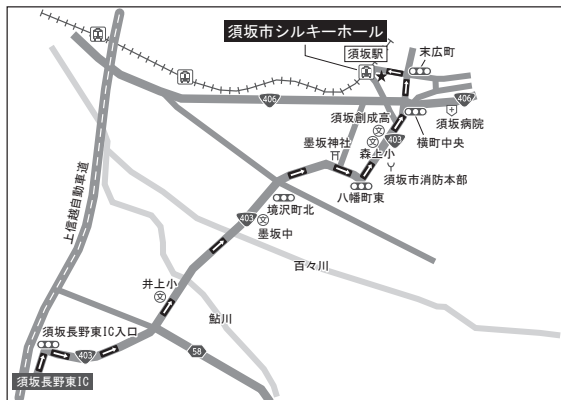 須坂市シルキーホール
須坂駅
末広町
406
406
須坂創成高
須坂病院
墨坂神社
森上小
403
横町中央
須坂市消防本部
八幡町東
境沢町北
403
墨坂中
上信越自動車道
百々川
井上小
鮎川
須坂長野東IC入口
403
58
須坂長野東IC